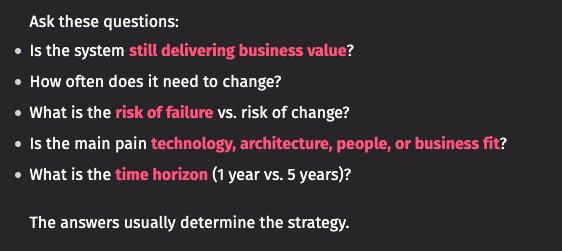 Ask these questions:
• Is the system still delivering business value?
• How often does it need to change?
• What is the risk of failure vs. risk of change?
• Is the main pain technology, architecture, people, or business fit?
• What is the time horizon (1 year vs. 5 years)?
The answers usually determine the strategy.